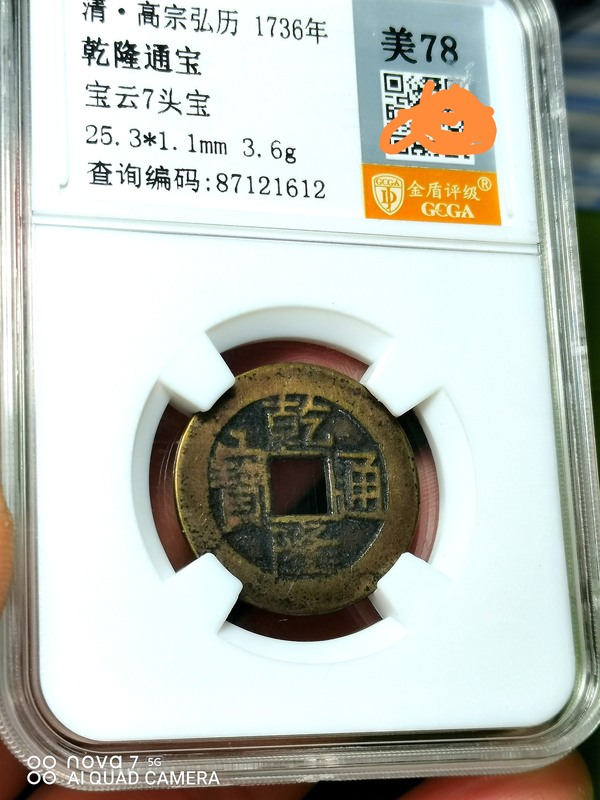 清·高宗弘历 1736年
乾隆通宝
宝云7头宝
25.3*1.1mm 3.6g
查询编码:87121612
美78
GCGA
金盾评级®
GCGA
乾
寶 通
隆
nova 7 5G
AI QUAD CAMERA